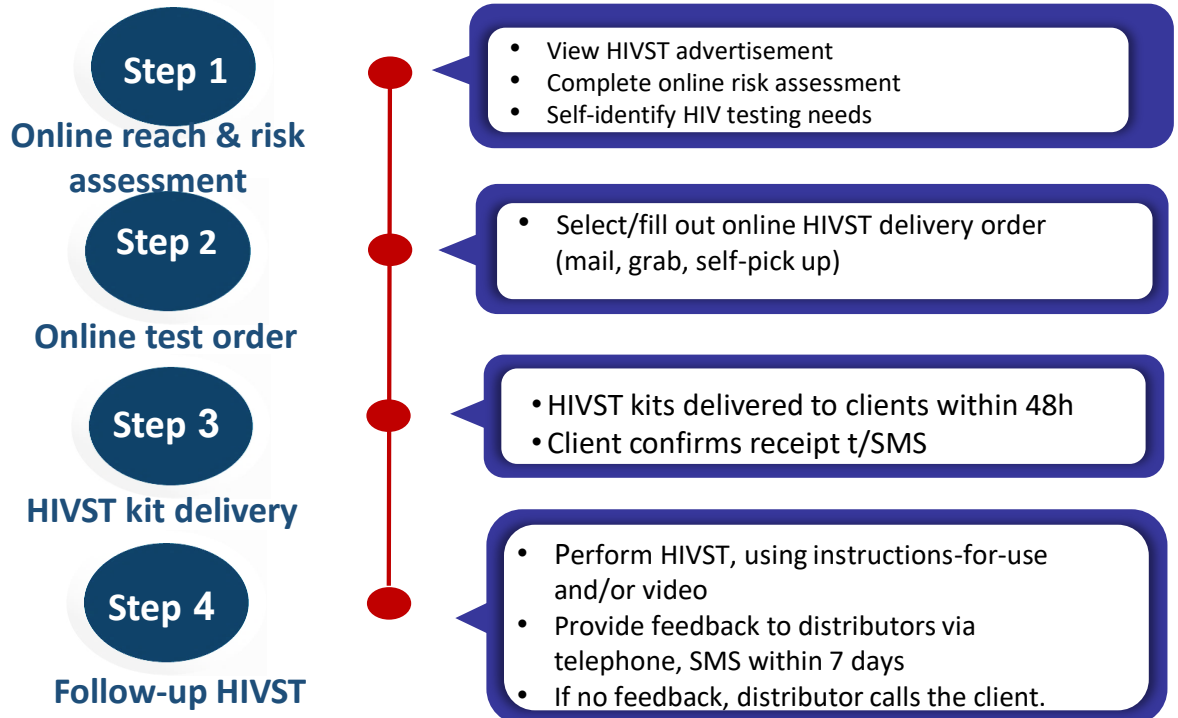 Step 1
Online reach & risk
assessment
• View HIVST advertisement
• Complete online risk assessment
• Self-identify HIV testing needs
Step 2
Online test order
• Select/fill out online HIVST delivery order
(mail, grab, self-pick up)
Step 3
HIVST kit delivery
• HIVST kits delivered to clients within 48h
• Client confirms receipt t/SMS
Step 4
Follow-up HIVST
• Perform HIVST, using instructions-for-use
and/or video
• Provide feedback to distributors via
telephone, SMS within 7 days
• If no feedback, distributor calls the client.